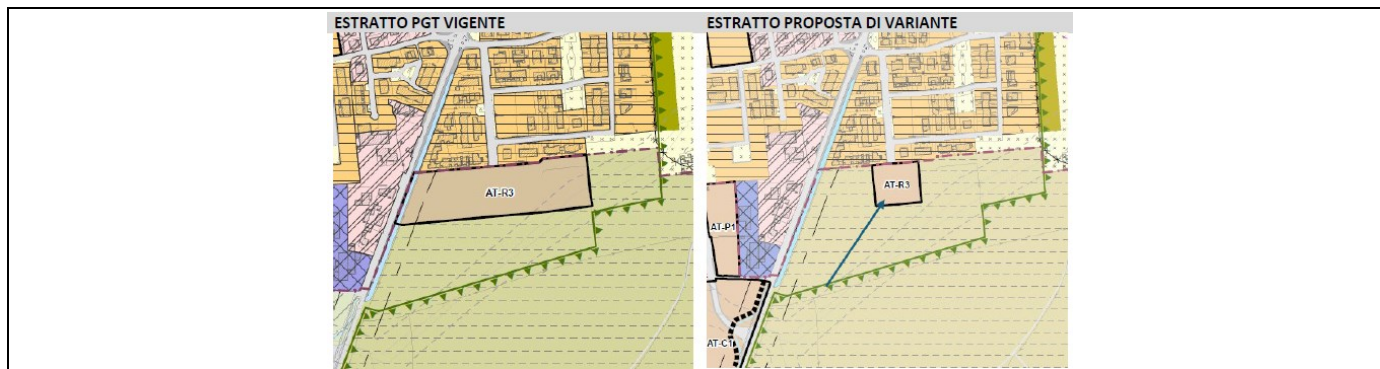 ESTRATTO PGT VIGENTE
ESTRATTO PROPOSTA DI VARIANTE
AT-R3
AT-R3
AT-P1
AT-C1